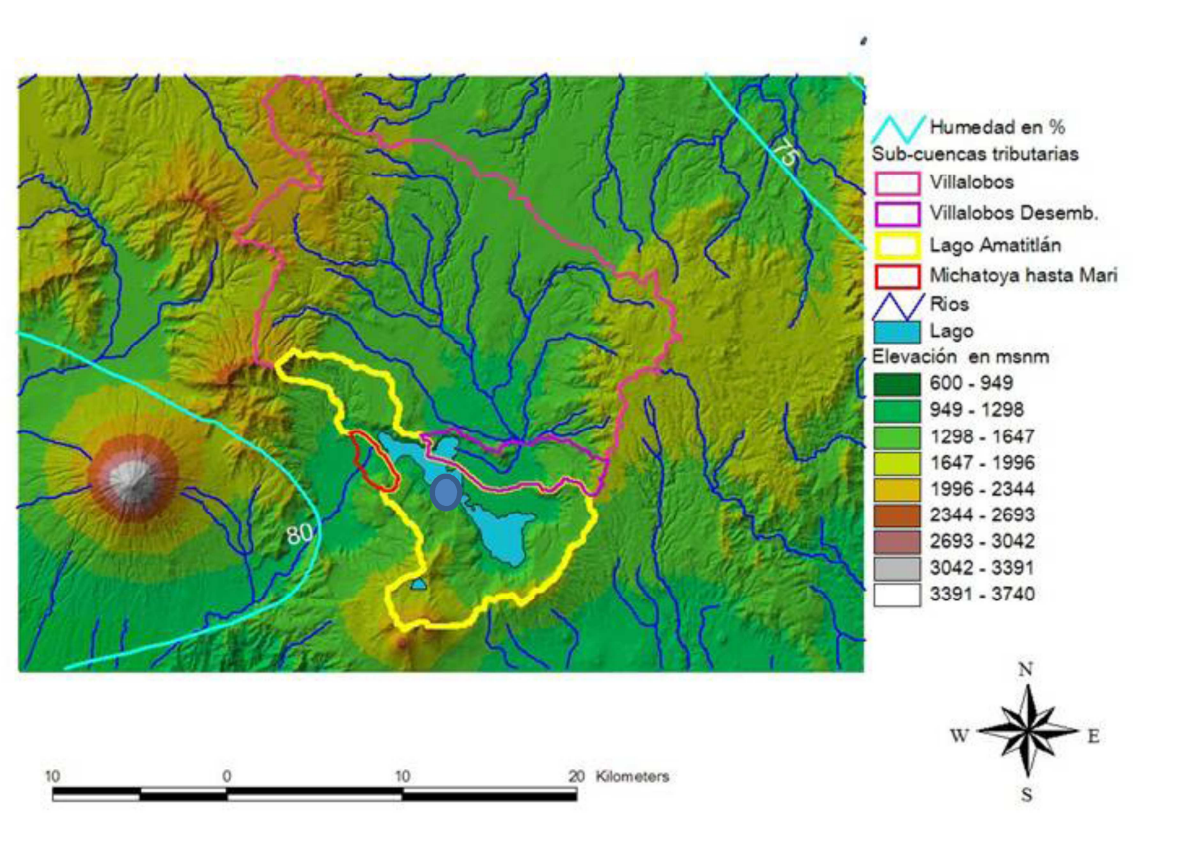 75
80
Humedad en %
Sub-cuencas tributarias
Villalobos
Villalobos Desemb.
Lago Amatitlán
Michatoya hasta Mari
Rios
Lago
Elevación en msnm
600 - 949
949 - 1298
1298 - 1647
1647 - 1996
1996 - 2344
2344 - 2693
2693 - 3042
3042 - 3391
3391 - 3740
N
W E
S
10 0 10 20 Kilometers